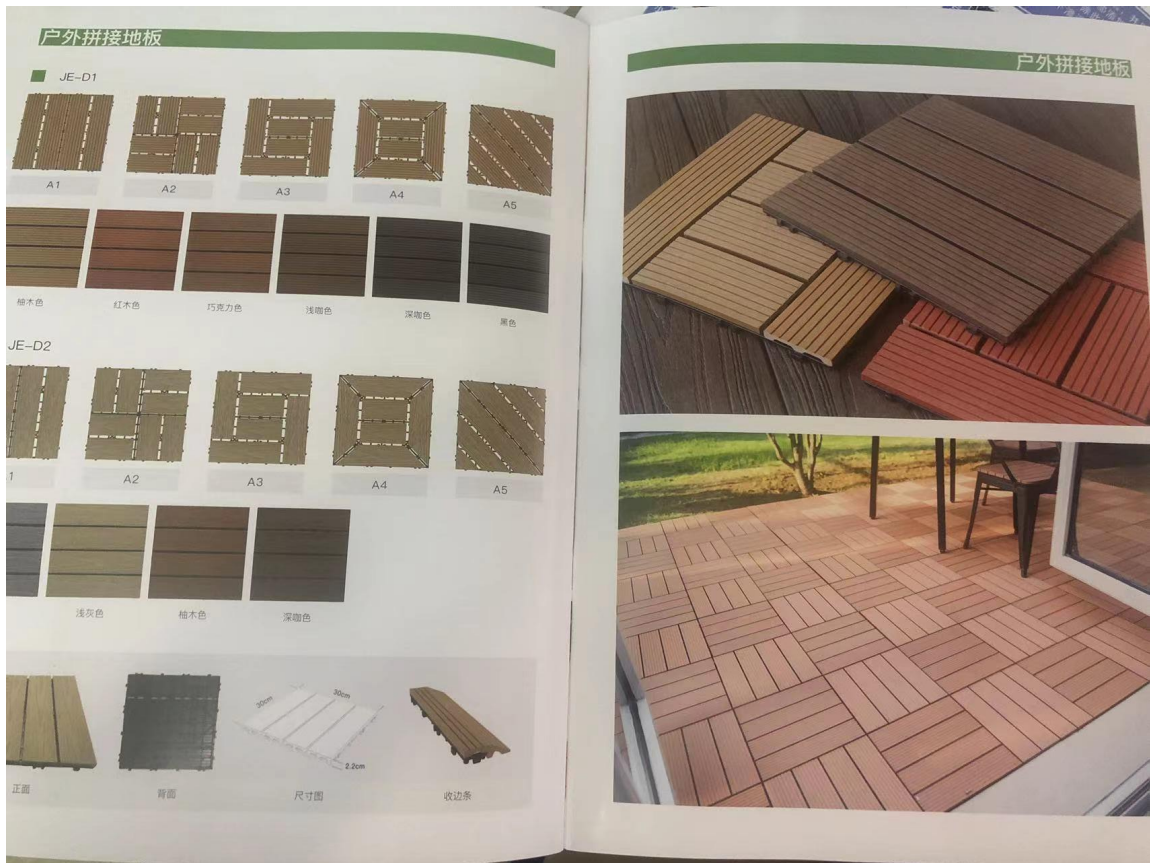 户外拼接地板
JE-D1
A1 A2 A3 A4 A5
柚木色 红木色 巧克力色 浅咖色 深咖色 黑色
JE-D2
1 A2 A3 A4 A5
浅灰色 柚木色 深咖色
30cm 30cm
2.2cm
正面 背面 尺寸图 收边条
户外拼接地板